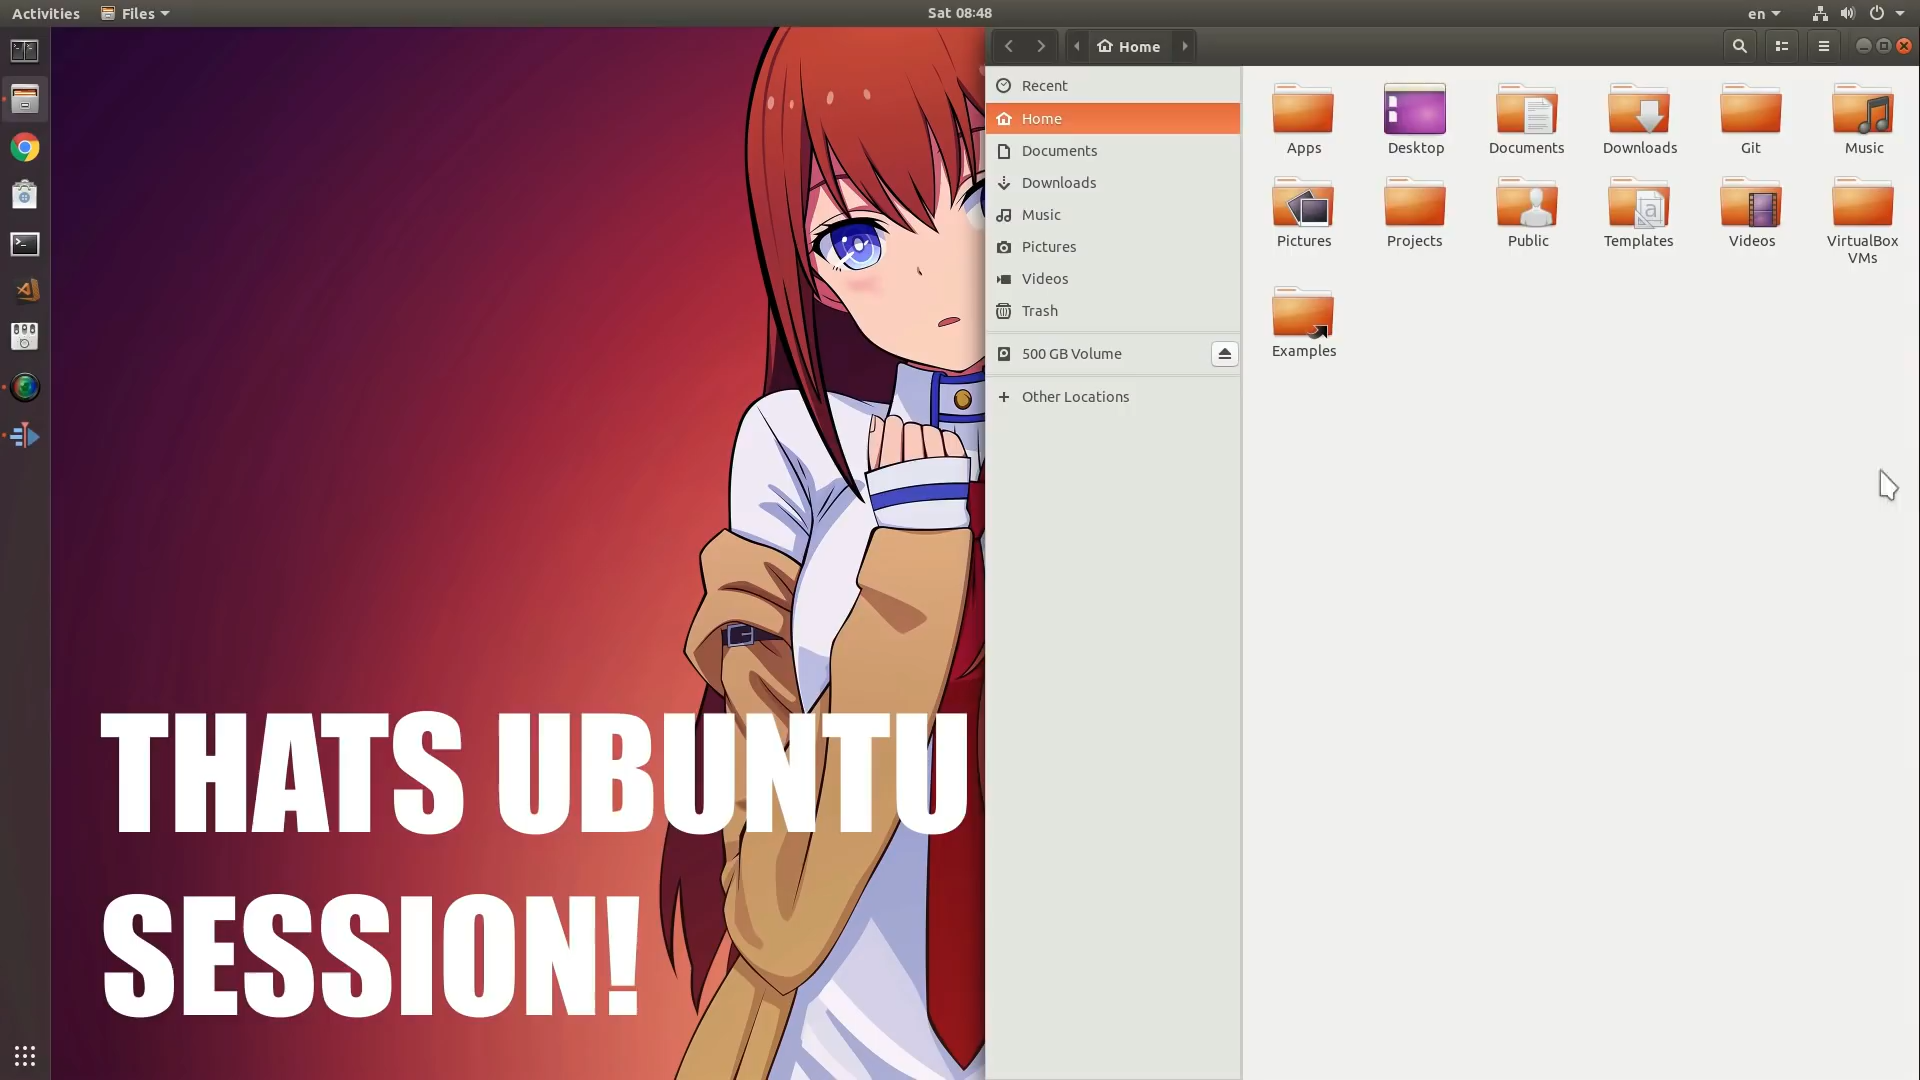 Activities
Files
Sat 08:48
en
Home
Recent
Home
Documents
Downloads
Music
Pictures
Videos
Trash
500 GB Volume
Other Locations
Apps
Desktop
Documents
Downloads
Git
Music
Pictures
Projects
Public
Templates
Videos
VirtualBox
VMs
Examples
THATS UBUNTU
SESSION!